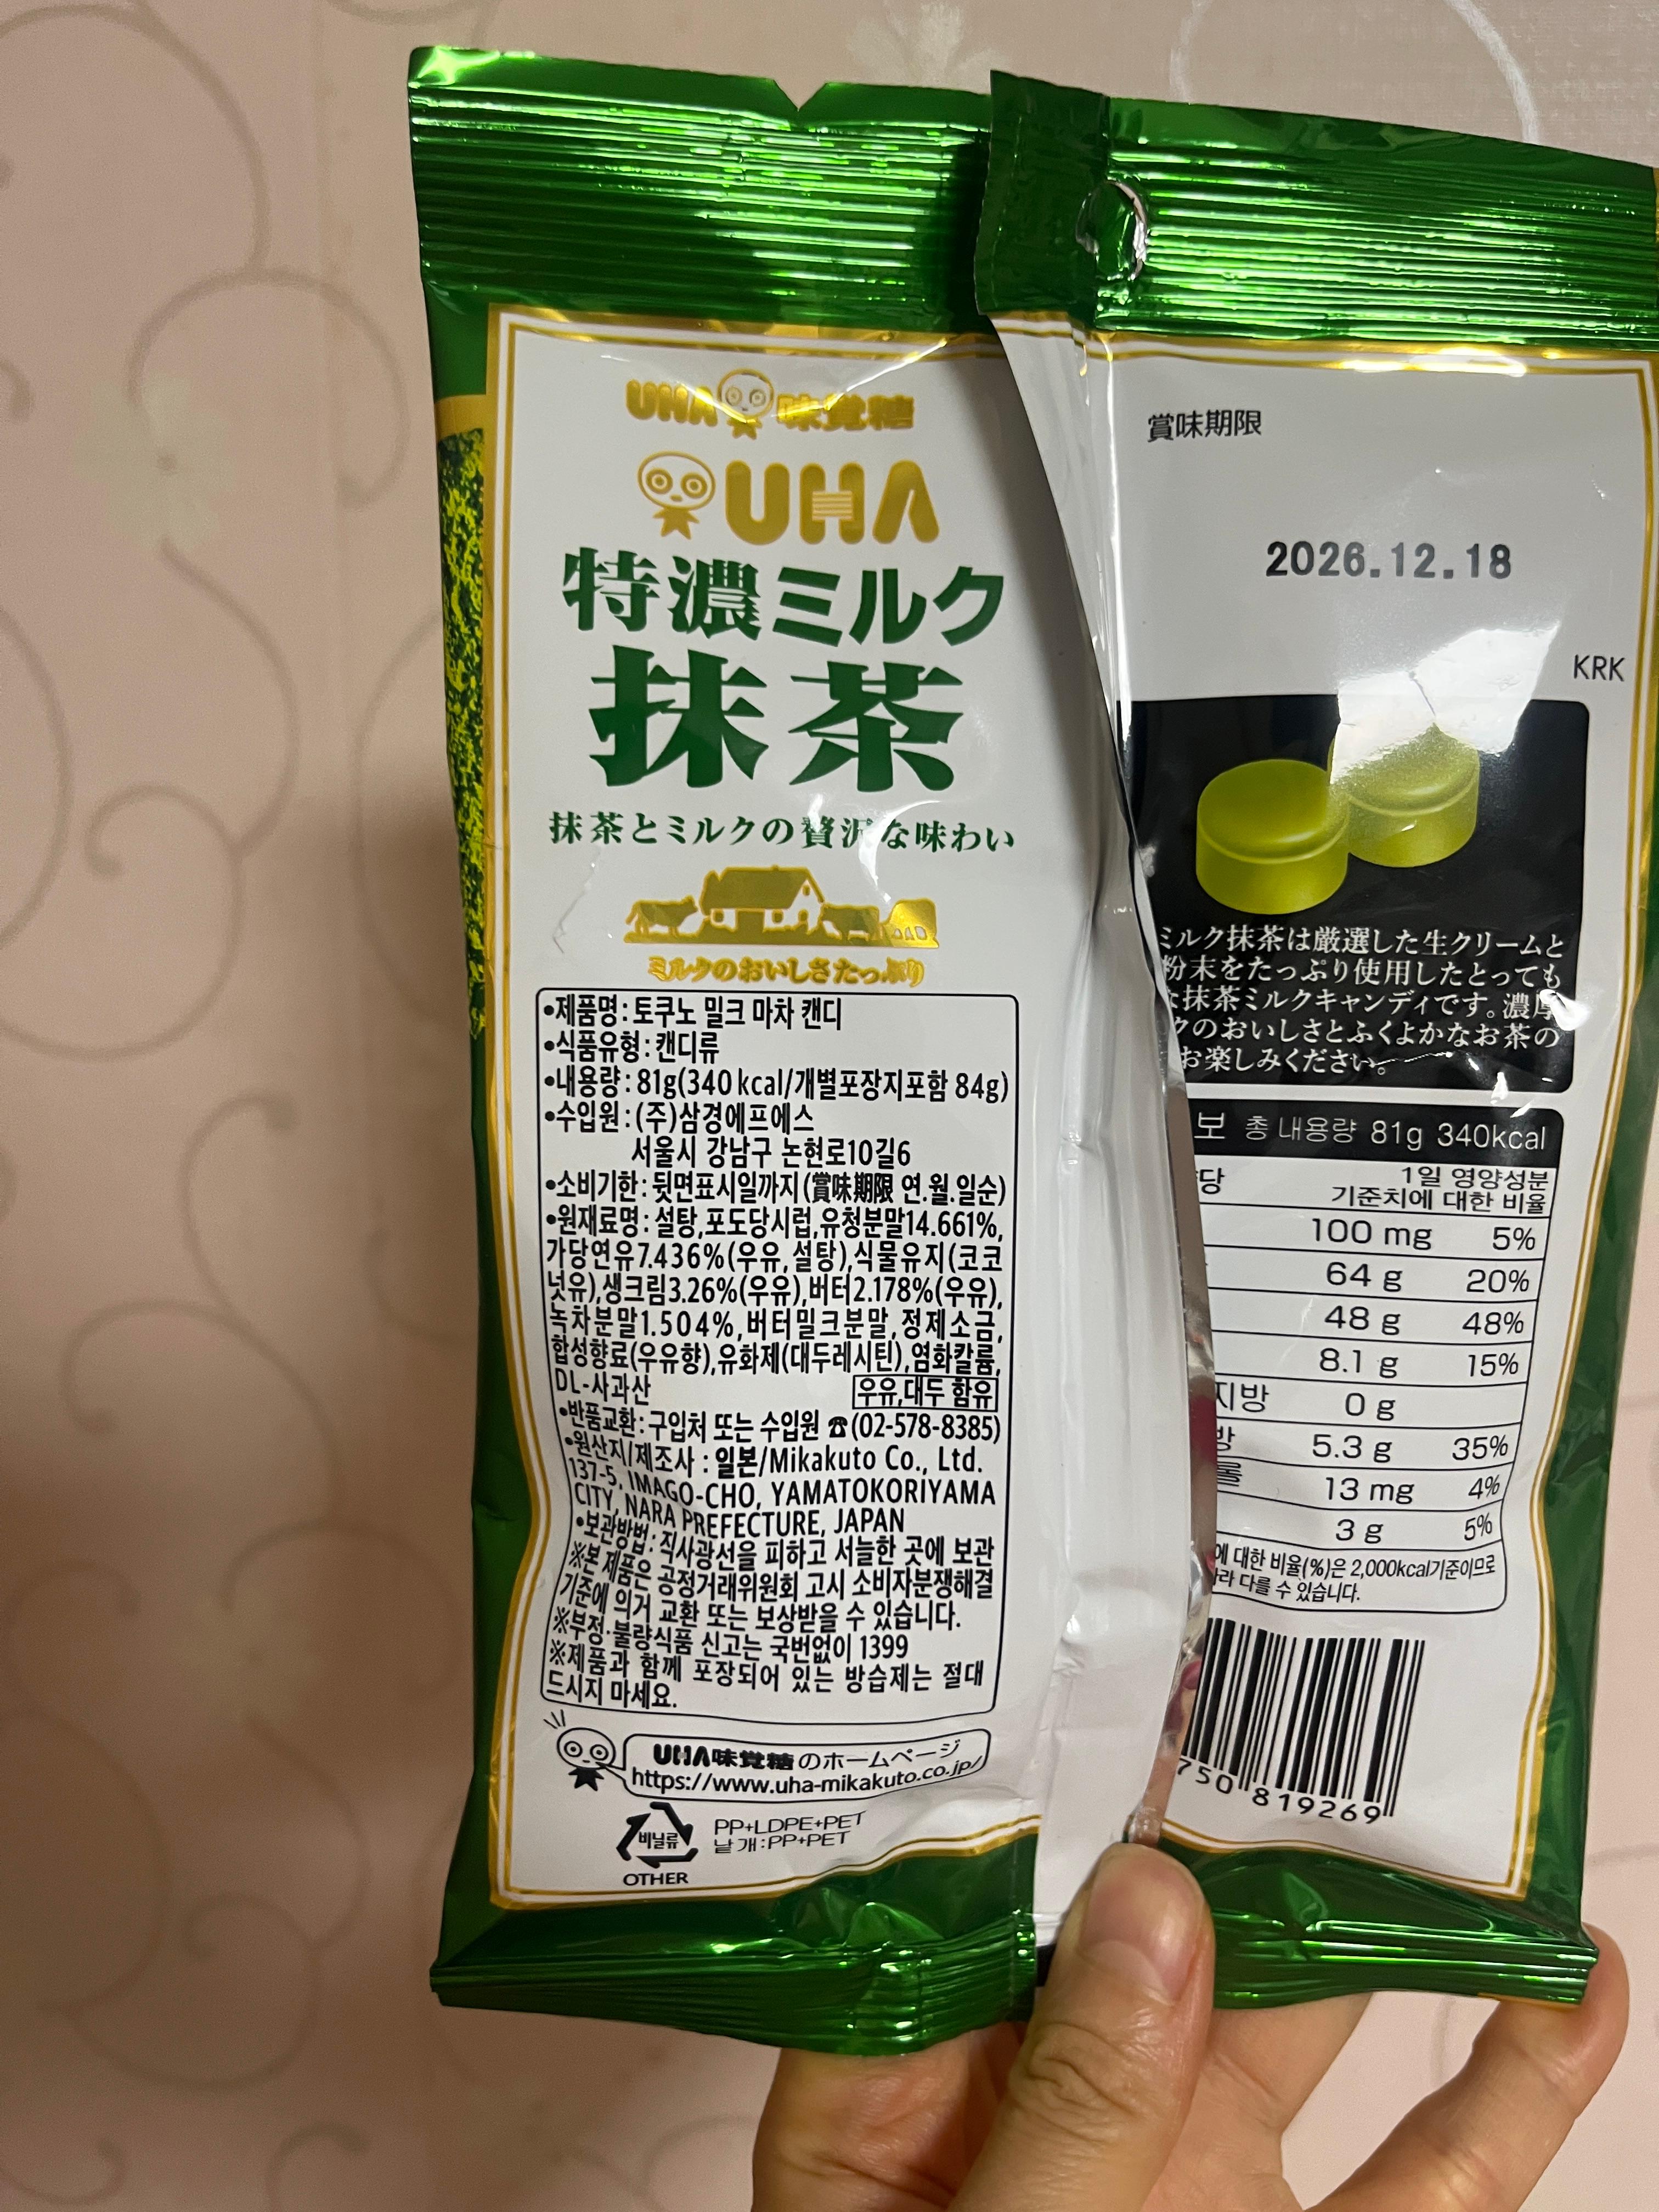 UHA味覚糖
UHA
特濃ミルク
抹茶
抹茶とミルクの贅沢な味わい
ミルクのおいしさたっぷり
•제품명:토쿠노 밀크 마차 캔디
•식품유형:캔디류
•내용량:81g(340 kcal/개별포장지포함 84g)
•수입원:(주)삼경에프에스
서울시 강남구 논현로10길6
•소비기한:뒷면표시일까지(賞味期限 연.월.일순)
•원재료명:설탕,포도당시럽,유청분말14.661%,
가당연유7.436%(우유,설탕),식물유지(코코
넛유),생크림3.26%(우유),버터2.178%(우유),
녹차분말1.504%,버터밀크분말,정제소금,
합성향료(우유향),유화제(대두레시틴),염화칼륨,
DL-사과산 우유,대두 함유
•반품교환:구입처 또는 수입원 ☎(02-578-8385)
•원산지/제조사:일본/Mikakuto Co., Ltd.
137-5, IMAGO-CHO, YAMATOKORIYAMA
CITY, NARA PREFECTURE, JAPAN
•보관방법:직사광선을 피하고 서늘한 곳에 보관
※본 제품은 공정거래위원회 고시 소비자분쟁해결
기준에 의거 교환 또는 보상받을 수 있습니다.
※부정·불량식품 신고는 국번없이 1399
※제품과 함께 포장되어 있는 방습제는 절대
드시지 마세요.
UHA味覚糖のホームページ
https://www.uha-mikakuto.co.jp/
비닐류
OTHER
PP+LDPE+PET
낱개:PP+PET
賞味期限
2026.12.18
KRK
ミルク抹茶は厳選した生クリームと
粉末をたっぷり使用したとっても
な抹茶ミルクキャンディです。濃厚
クのおいしさとふくよかなお茶の
お楽しみください。
보 총 내용량 81g 340kcal
당 1일 영양성분
기준치에 대한 비율
100 mg 5%
64 g 20%
48 g 48%
8.1 g 15%
지방 0 g
방 5.3 g 35%
롤 13 mg 4%
3 g 5%
에 대한 비율(%)은 2,000kcal기준이므로
라 다를 수 있습니다.
750 819269